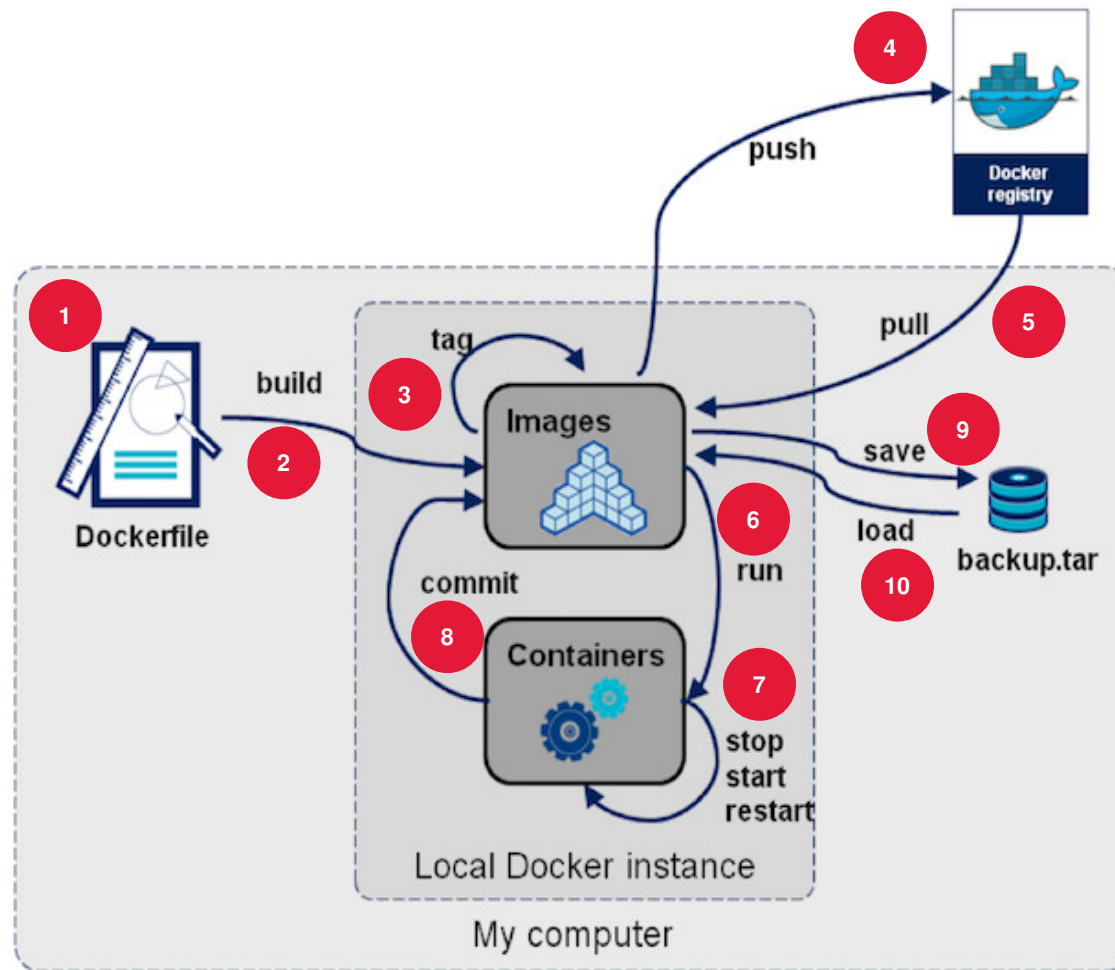 4
push
Docker
registry
1
tag
pull
5
build
3
Images
9
2
save
6
Dockerfile
load
run
backup.tar
commit
10
8
Containers
7
stop
start
restart
Local Docker instance
My computer